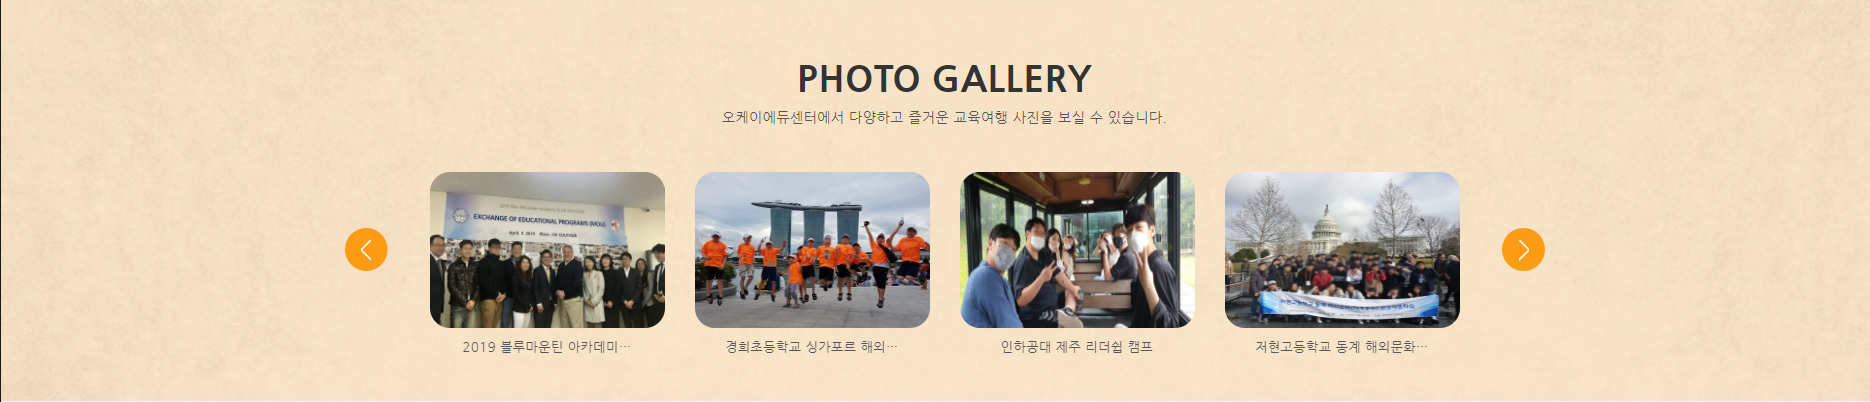 PHOTO GALLERY
오케이에듀센터에서 다양하고 즐거운 교육여행 사진을 보실 수 있습니다.
EXCHANGE OF EDUCATIONAL PROGRAMS (MOU)
2019 블루마운틴 아카데미…
경희초등학교 싱가포르 해외…
인하공대 제주 리더쉽 캠프
저현고등학교 동계 해외문화…